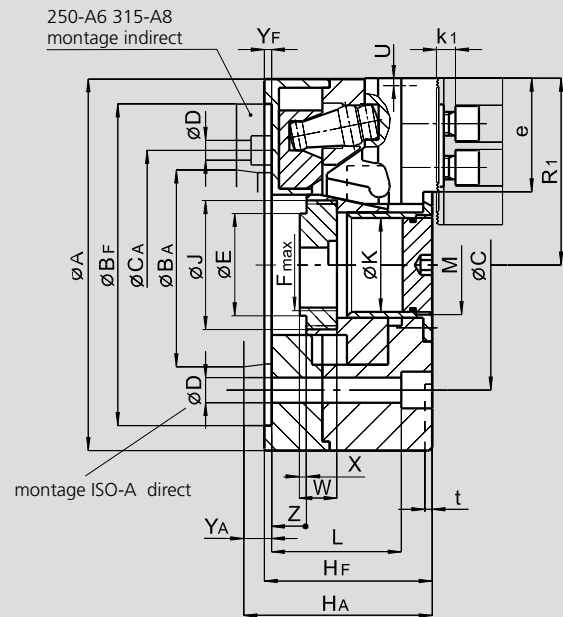 250-A6 315-A8
montage indirect
YF
U
k1
ØD
e
R1
ØA
ØBF
ØCA
ØBA
ØJ
ØE
Fmax
ØK
M
ØC
ØD
montage ISO-A direct
X
W
Z
t
YA
L
HF
HA